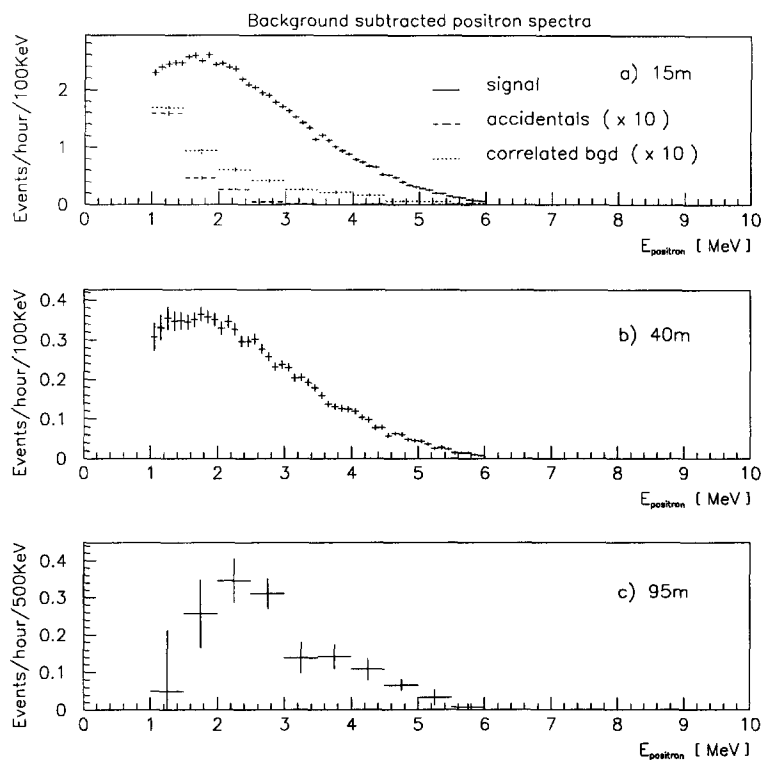 Background subtracted positron spectra
Events/hour/100KeV
2
1
0
a) 15m
signal
accidentals ( x 10 )
correlated bgd ( x 10 )
0 1 2 3 4 5 6 7 8 9 10
E positron [ MeV ]
Events/hour/100KeV
0.4
0.3
0.2
0.1
0
b) 40m
0 1 2 3 4 5 6 7 8 9 10
E positron [ MeV ]
Events/hour/500KeV
0.4
0.3
0.2
0.1
0
c) 95m
0 1 2 3 4 5 6 7 8 9 10
E positron [ MeV ]